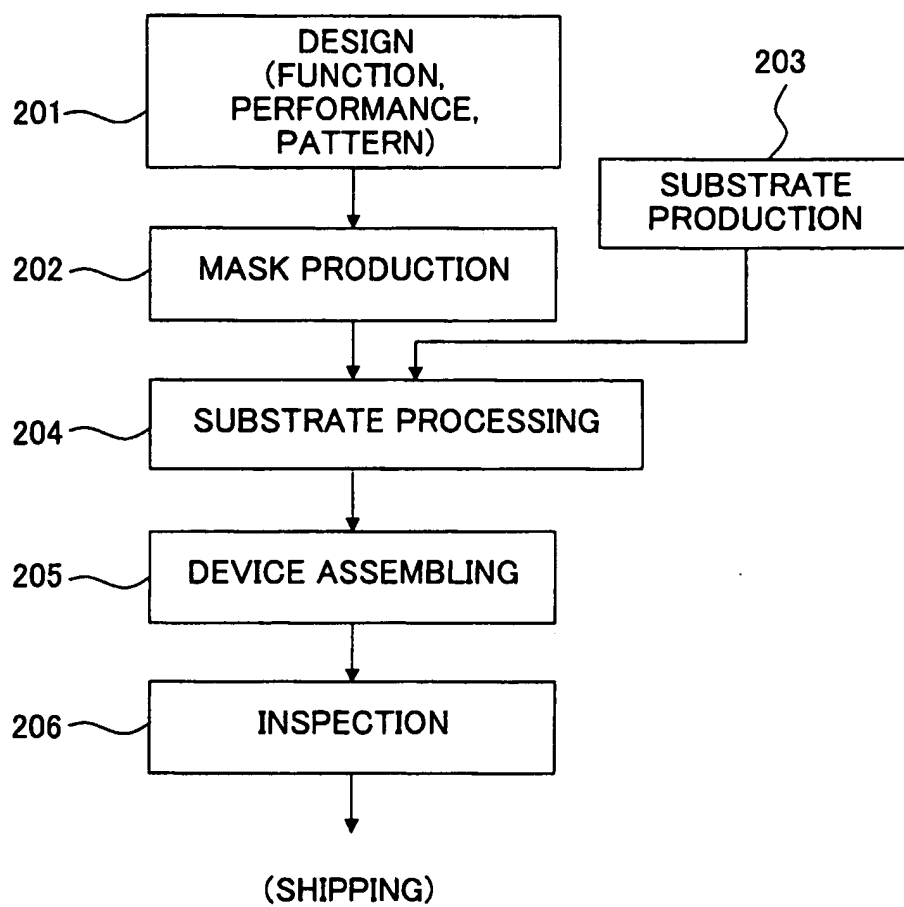 DESIGN
(FUNCTION,
PERFORMANCE,
PATTERN)
201
203
SUBSTRATE
PRODUCTION
202
MASK PRODUCTION
204
SUBSTRATE PROCESSING
205
DEVICE ASSEMBLING
206
INSPECTION
(SHIPPING)